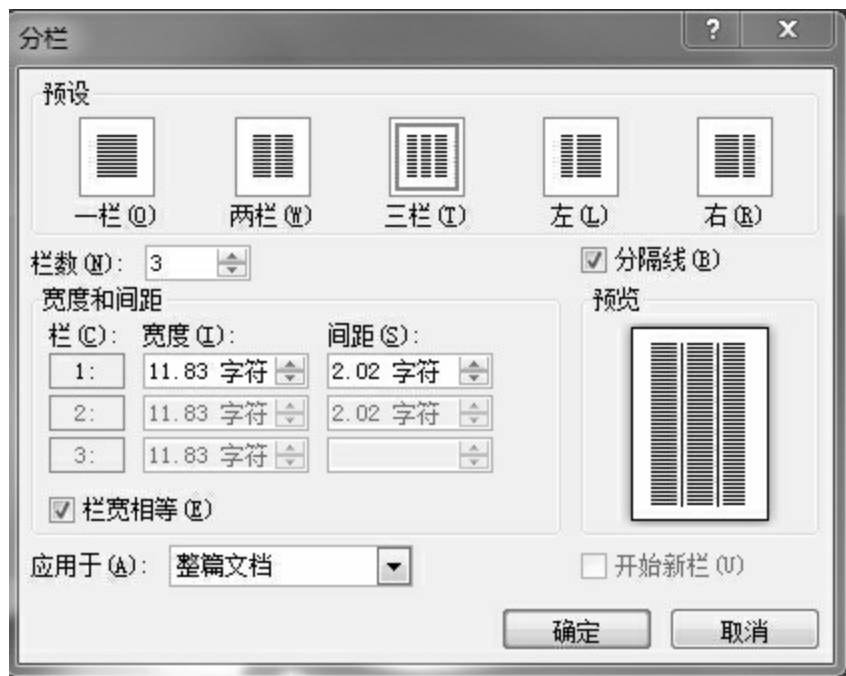 分栏
预设
一栏(O) 两栏(W) 三栏(T) 左(L) 右(R)
栏数(N): 3 分隔线(B)
宽度和间距 预览
栏(C): 宽度(I): 间距(S):
1: 11.83 字符 2.02 字符
2: 11.83 字符 2.02 字符
3: 11.83 字符
栏宽相等(E)
应用于(A): 整篇文档 开始新栏(U)
确定 取消